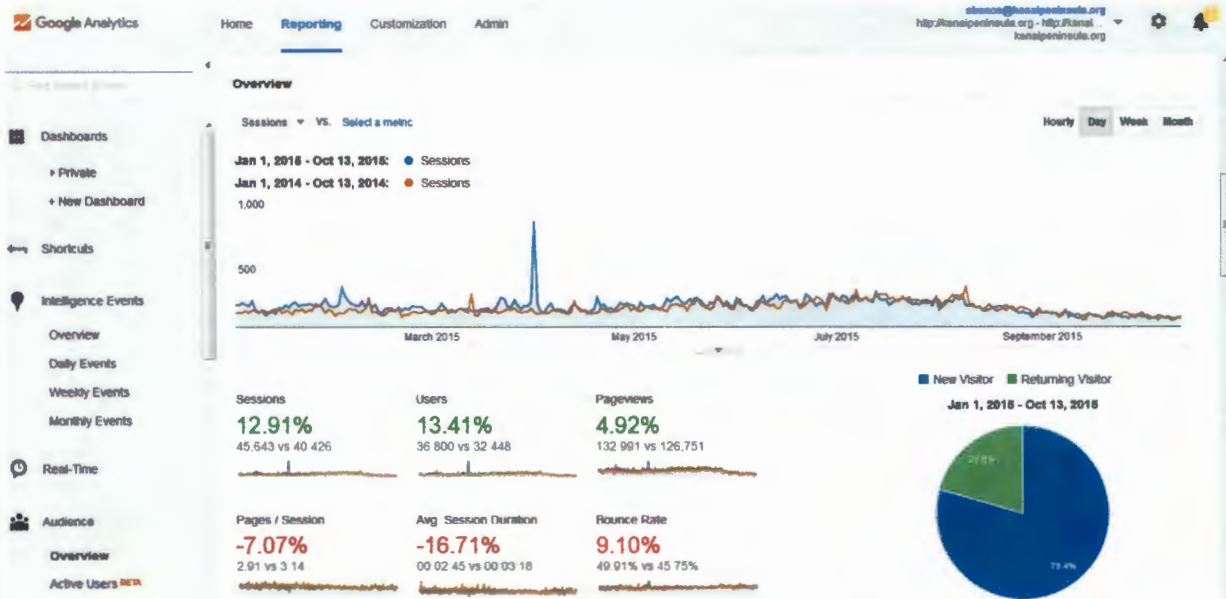 Google Analytics
Home Reporting Customization Admin
http://kenaipeninsula.org - http://kenai...
kenaipeninsula.org
Overview
Sessions VS. Select a metric
Hourly Day Week Month
Dashboards
Private
+ New Dashboard
Shortcuts
Intelligence Events
Overview
Daily Events
Weekly Events
Monthly Events
Real-Time
Audience
Overview
Active Users BETA
Jan 1, 2015 - Oct 13, 2015: Sessions
Jan 1, 2014 - Oct 13, 2014: Sessions
1,000
500
March 2015 May 2015 July 2015 September 2015
Sessions
12.91%
45,643 vs 40 426
Users
13.41%
36 800 vs 32 448
Pageviews
4.92%
132 991 vs 126,751
Pages / Session
-7.07%
2.91 vs 3 14
Avg Session Duration
-16.71%
00 02 45 vs 00:03:18
Bounce Rate
9.10%
49.91% vs 45 75%
New Visitor Returning Visitor
Jan 1, 2015 - Oct 13, 2015
79.4%